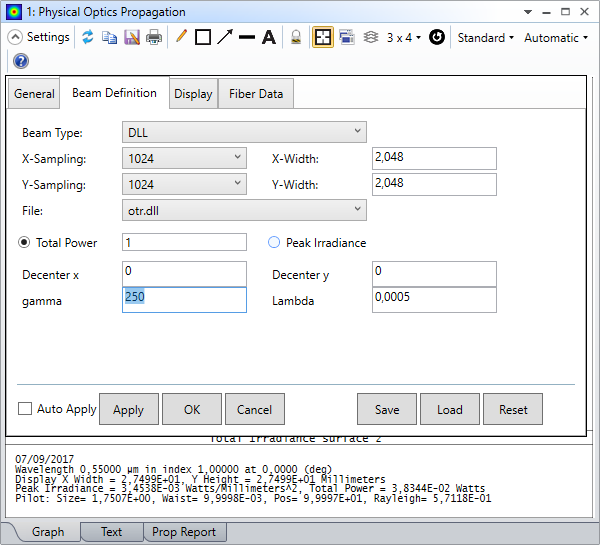 1: Physical Optics Propagation
Settings A 3 x 4 Standard Automatic
?
General Beam Definition Display Fiber Data
Beam Type: DLL
X-Sampling: 1024 X-Width: 2,048
Y-Sampling: 1024 Y-Width: 2,048
File: otr.dll
Total Power 1 Peak Irradiance
Decenter x 0 Decenter y 0
gamma 250 Lambda 0,0005
Auto Apply Apply OK Cancel Save Load Reset
Total Irradiance surface 2
07/09/2017
Wavelength 0,55000 µm in index 1,00000 at 0,0000 (deg)
Display X Width = 2,7499E+01, Y Height = 2,7499E+01 Millimeters
Peak Irradiance = 3,4538E-03 Watts/Millimeters^2, Total Power = 3,8344E-02 Watts
Pilot: Size= 1,7507E+00, Waist= 9,9998E-03, Pos= 9,9997E+01, Rayleigh= 5,7118E-01
Graph Text Prop Report